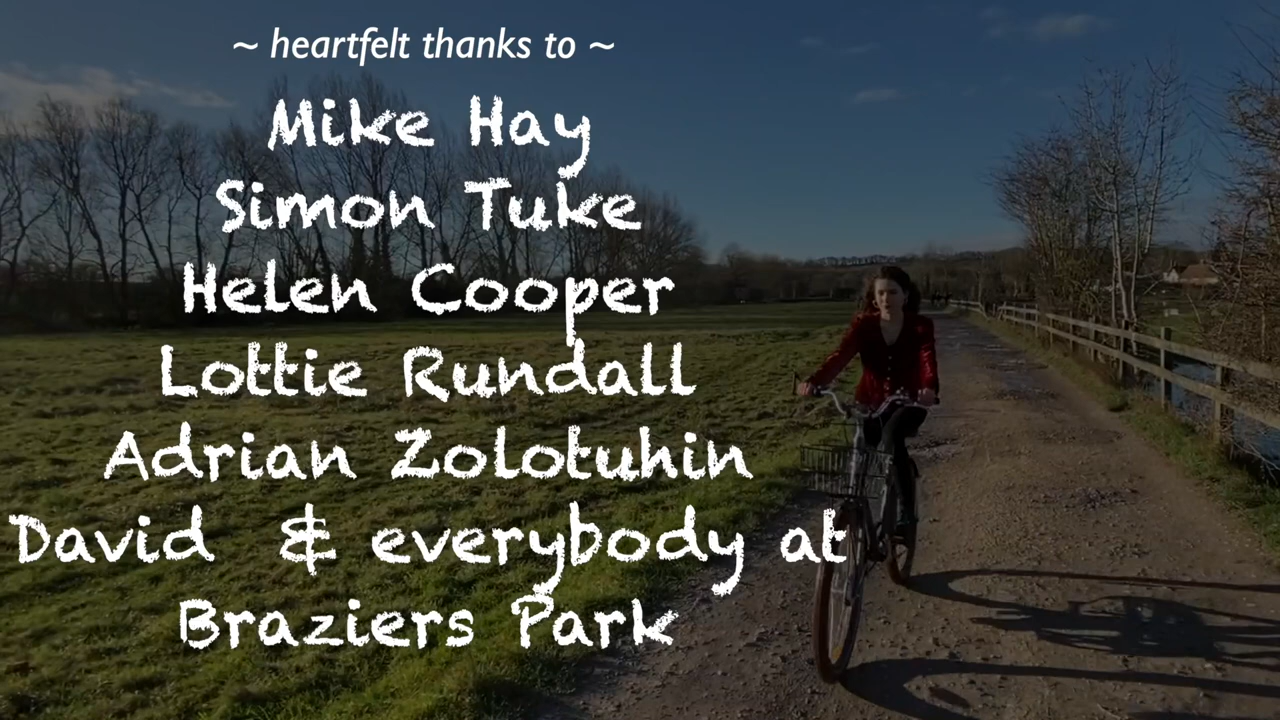 ~ heartfelt thanks to ~
Mike Hay
Simon Tuke
Helen Cooper
Lottie Rundall
Adrian Zolotuhin
David & everybody at
Braziers Park